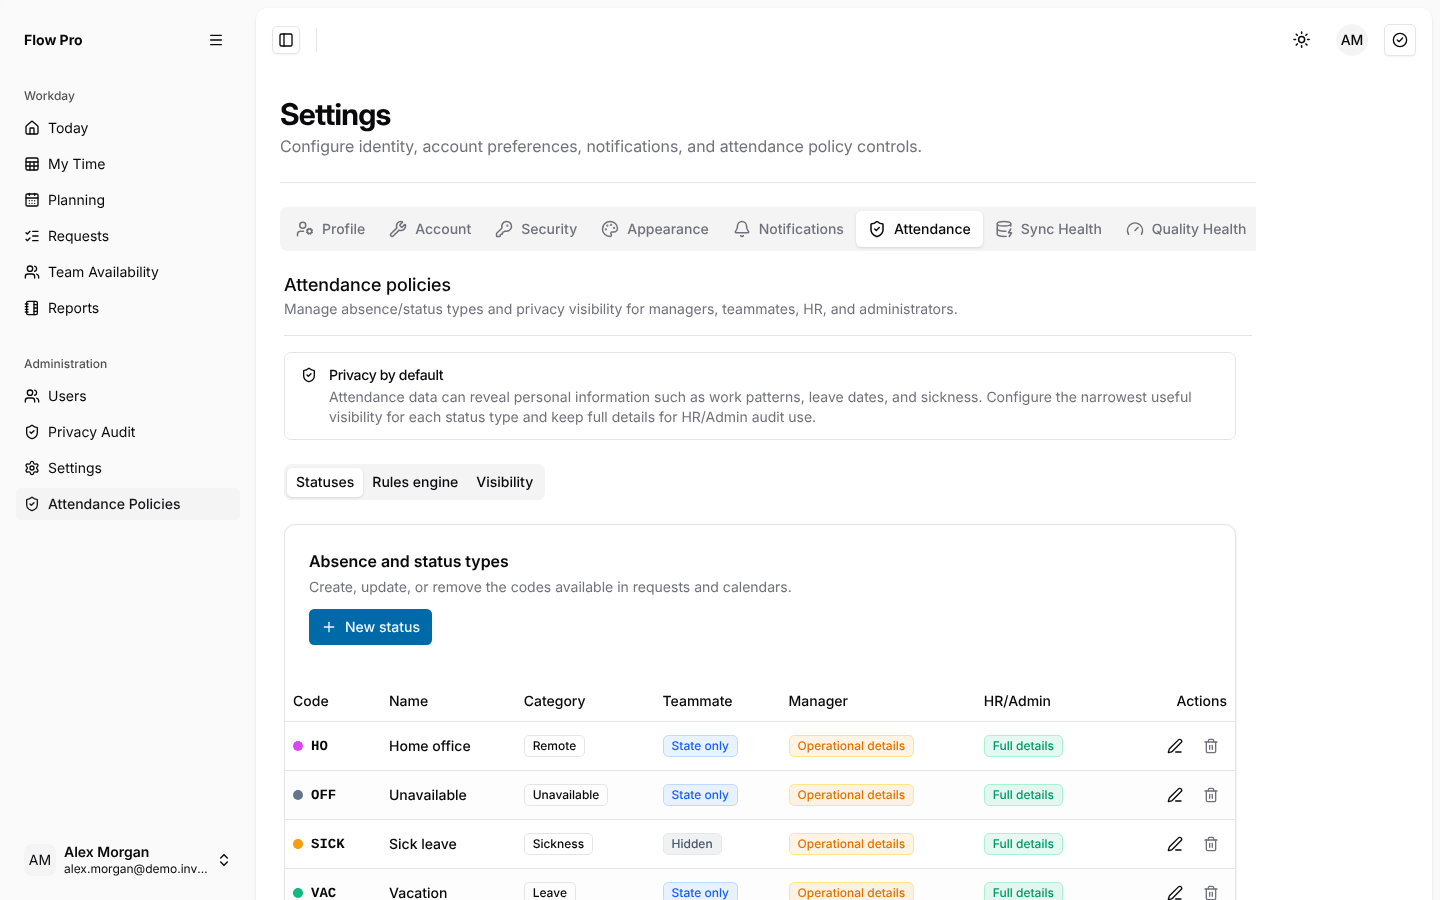 Flow Pro
Workday
Today
My Time
Planning
Requests
Team Availability
Reports
Administration
Users
Privacy Audit
Settings
Attendance Policies
AM
Alex Morgan
alex.morgan@demo.inv...
AM
Settings
Configure identity, account preferences, notifications, and attendance policy controls.
Profile Account Security Appearance Notifications Attendance Sync Health Quality Health
Attendance policies
Manage absence/status types and privacy visibility for managers, teammates, HR, and administrators.
Privacy by default
Attendance data can reveal personal information such as work patterns, leave dates, and sickness. Configure the narrowest useful
visibility for each status type and keep full details for HR/Admin audit use.
Statuses Rules engine Visibility
Absence and status types
Create, update, or remove the codes available in requests and calendars.
New status
Code Name Category Teammate Manager HR/Admin Actions
HO Home office Remote State only Operational details Full details
OFF Unavailable Unavailable State only Operational details Full details
SICK Sick leave Sickness Hidden Operational details Full details
VAC Vacation Leave State only Operational details Full details